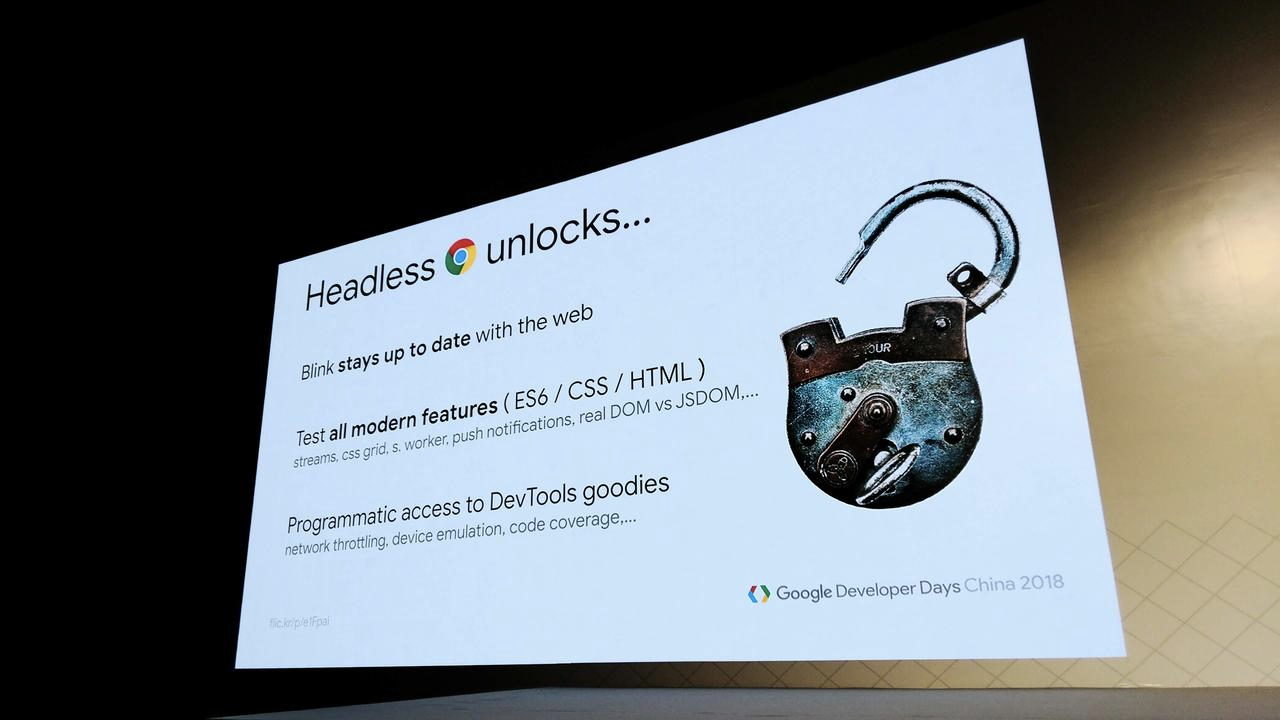 Headless unlocks...
Blink stays up to date with the web
Test all modern features ( ES6 / CSS / HTML )
streams, css grid, s. worker, push notifications, real DOM vs JSDOM,...
Programmatic access to DevTools goodies
network throttling, device emulation, code coverage,...
Google Developer Days China 2018
flic.kr/p/e1Fpai